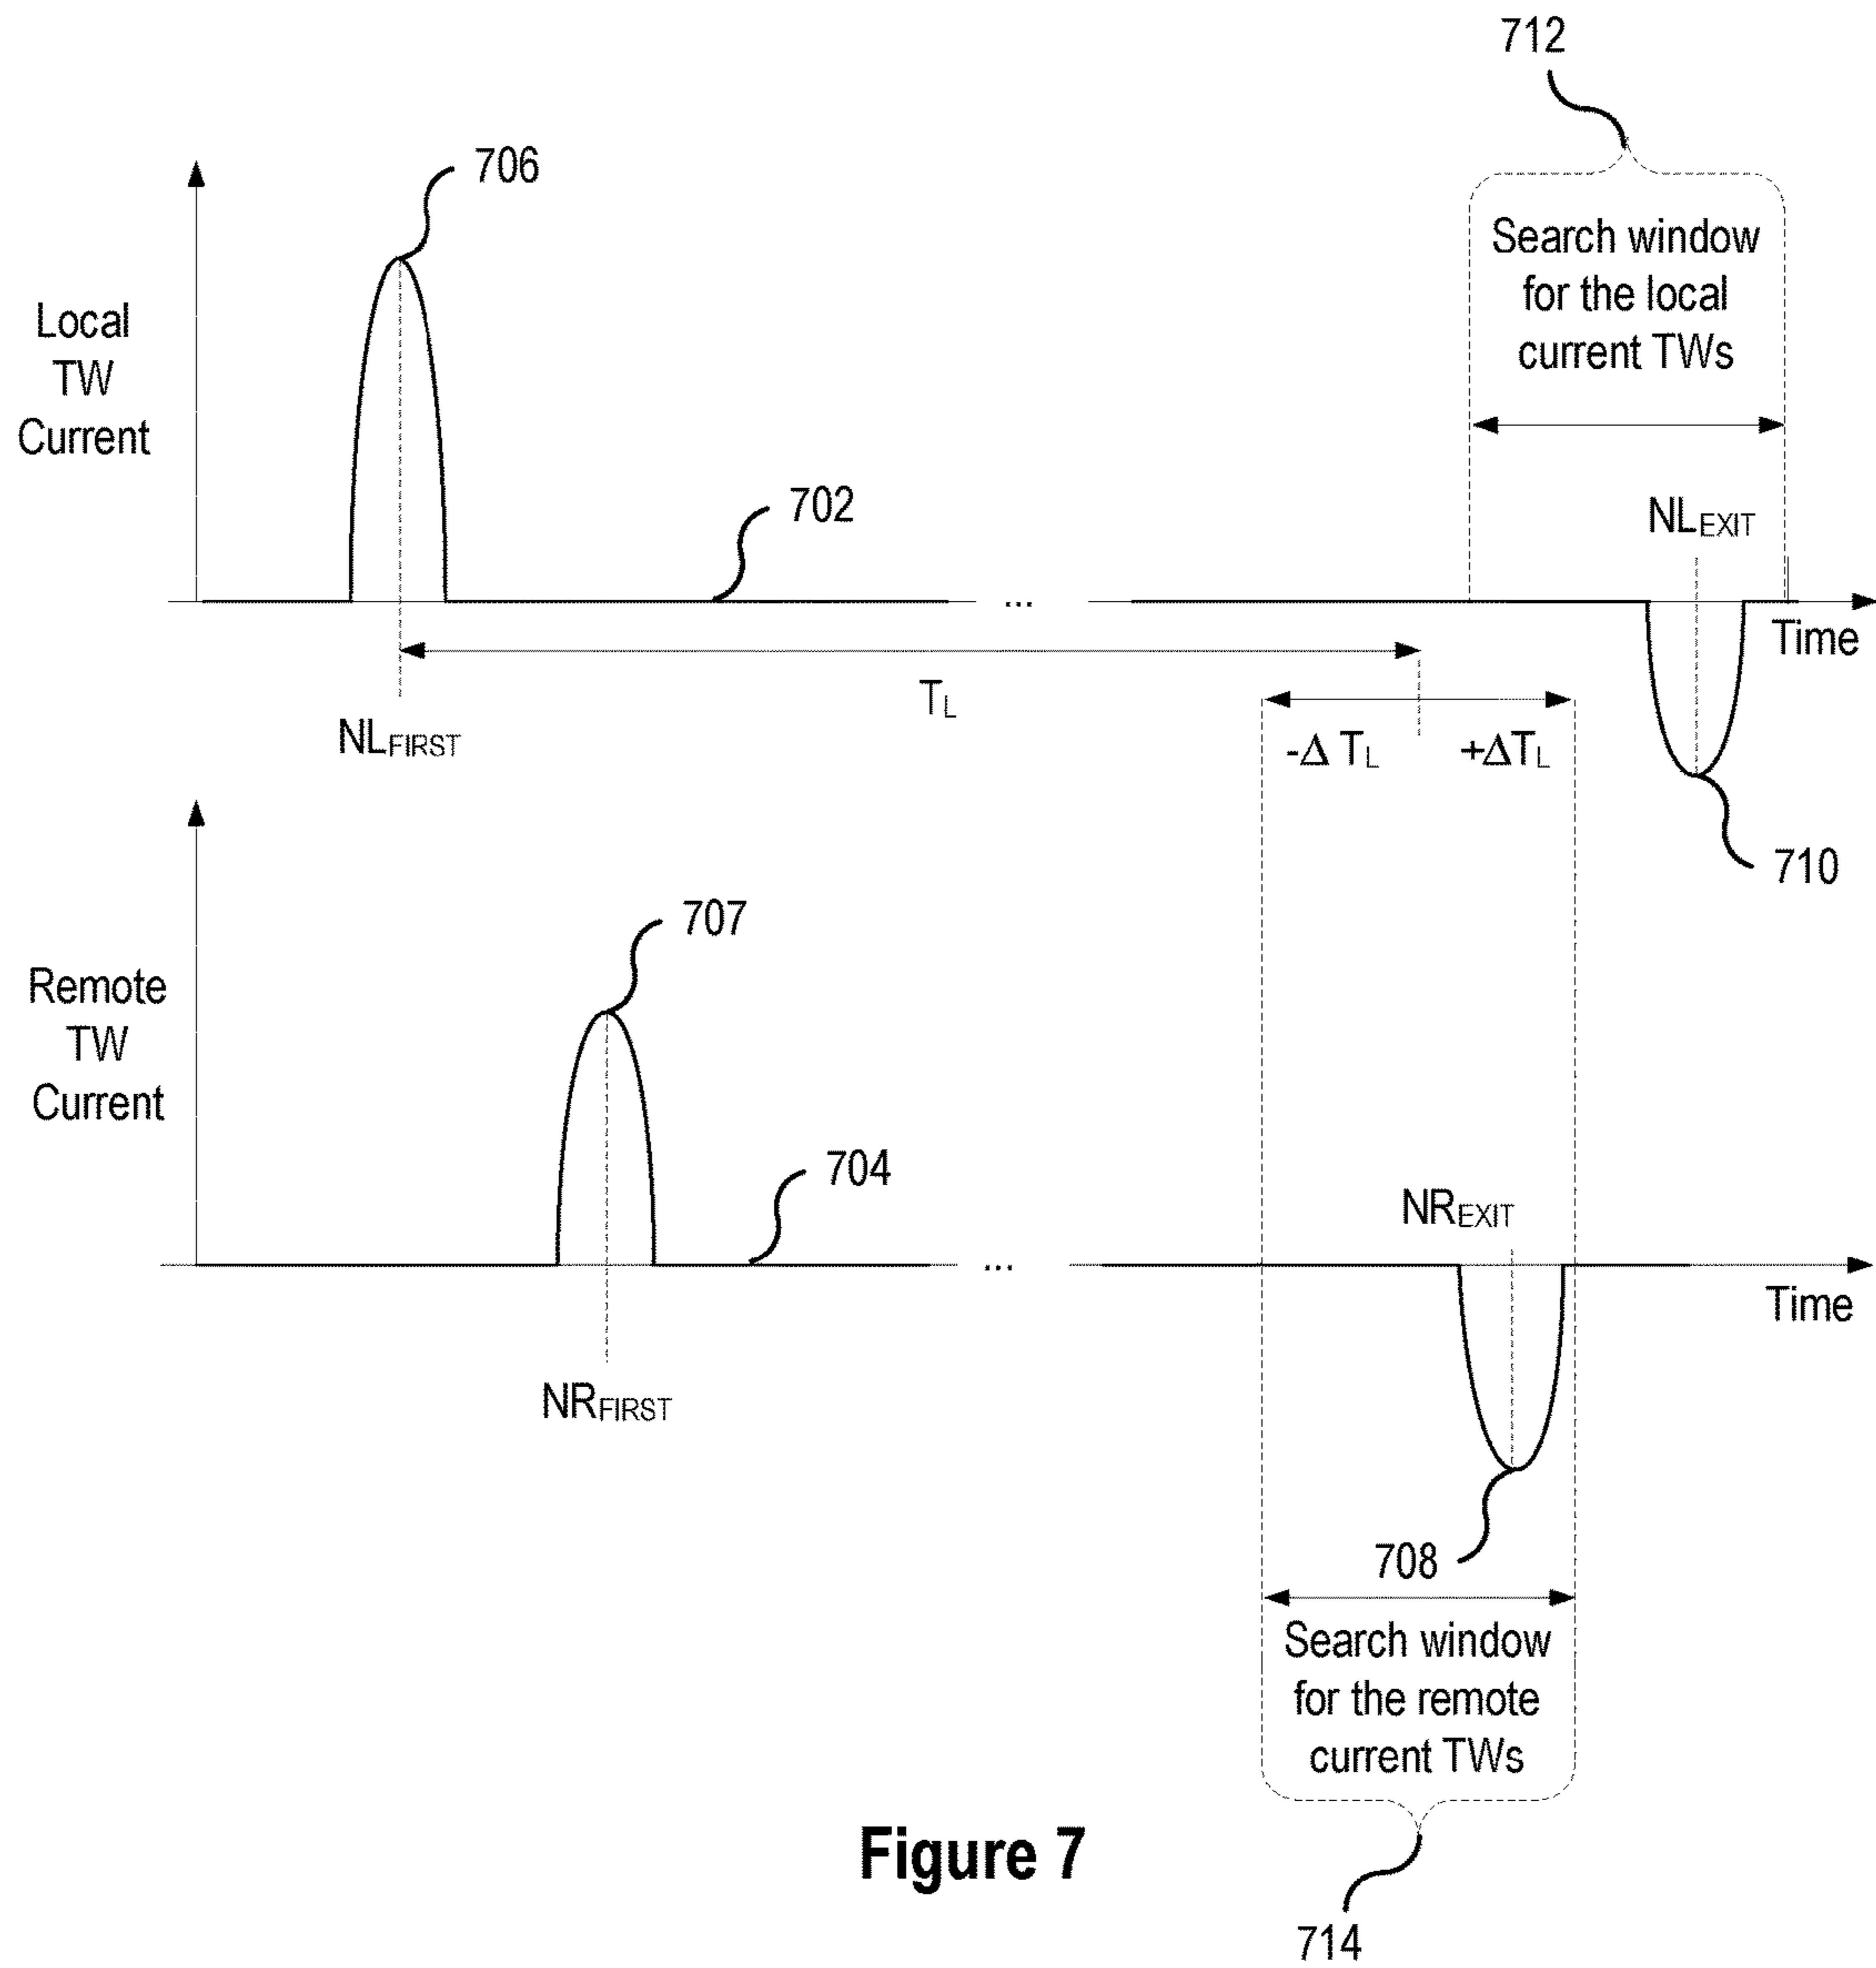 712
706
Search window
for the local
current TWs
Local
TW
Current
702
NLEXIT
...
Time
TL
NLFIRST
-Δ TL
+ΔTL
710
707
Remote
TW
Current
704
NREXIT
...
Time
NRFIRST
708
Search window
for the remote
current TWs
Figure 7
714